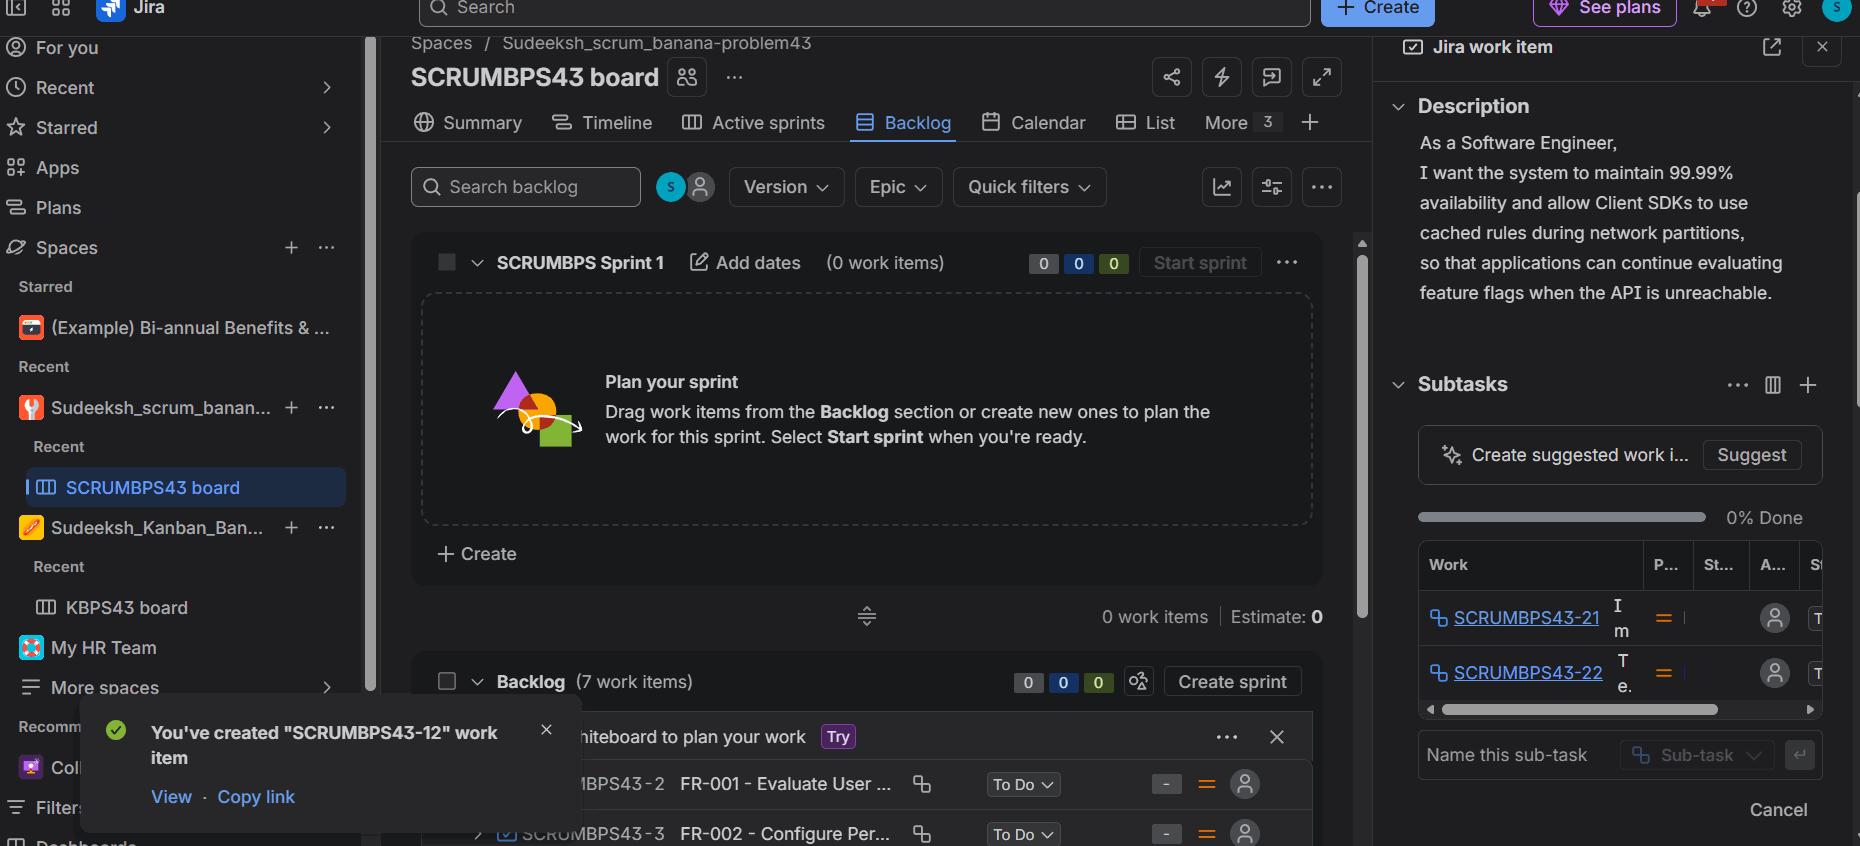 Jira
Search
Create
See plans
S
For you
Recent
Starred
Apps
Plans
Spaces
Starred
(Example) Bi-annual Benefits & ...
Recent
Sudeeksh_scrum_banan...
Recent
SCRUMBPS43 board
Sudeeksh_Kanban_Ban...
Recent
KBPS43 board
My HR Team
More spaces
Recomm
Col
Filters
Dashboards
Spaces / Sudeeksh_scrum_banana-problem43
SCRUMBPS43 board
Summary
Timeline
Active sprints
Backlog
Calendar
List
More 3
Search backlog
S
Version
Epic
Quick filters
SCRUMBPS Sprint 1
Add dates
(0 work items)
0 0 0
Start sprint
Plan your sprint
Drag work items from the Backlog section or create new ones to plan the
work for this sprint. Select Start sprint when you're ready.
Create
0 work items
Estimate: 0
Backlog (7 work items)
0 0 0
Create sprint
hiteboard to plan your work Try
MBPS43-2 FR-001 - Evaluate User ... To Do -
SCRUMBPS43-3 FR-002 - Configure Per... To Do -
You've created "SCRUMBPS43-12" work
item
View · Copy link
Jira work item
Description
As a Software Engineer,
I want the system to maintain 99.99%
availability and allow Client SDKs to use
cached rules during network partitions,
so that applications can continue evaluating
feature flags when the API is unreachable.
Subtasks
Create suggested work i...
Suggest
0% Done
Work P... St... A... St
SCRUMBPS43-21 I
m T
SCRUMBPS43-22 T
e. T
Name this sub-task
Sub-task
Cancel